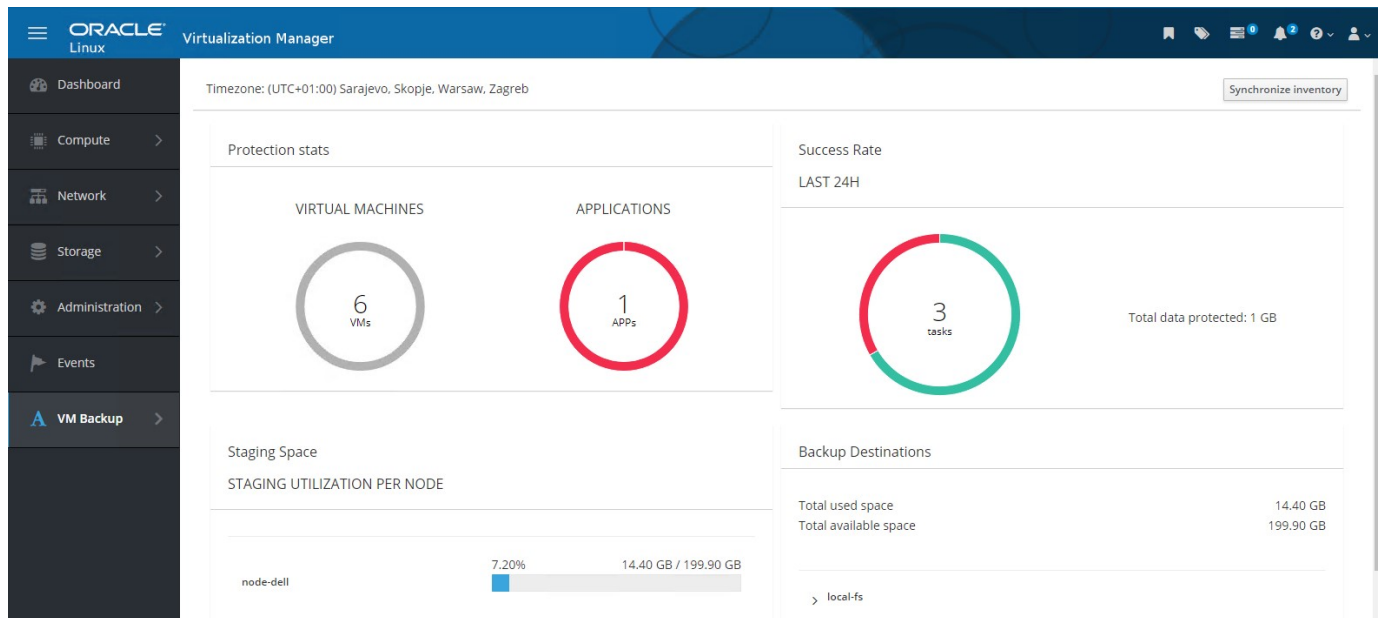 ORACLE
Linux
Virtualization Manager
0
2
Dashboard
Compute
Network
Storage
Administration
Events
A VM Backup
Timezone: (UTC+01:00) Sarajevo, Skopje, Warsaw, Zagreb
Synchronize inventory
Protection stats
VIRTUAL MACHINES
APPLICATIONS
6
VMs
1
APPs
Success Rate
LAST 24H
3
tasks
Total data protected: 1 GB
Staging Space
STAGING UTILIZATION PER NODE
node-dell
7.20%
14.40 GB / 199.90 GB
Backup Destinations
Total used space 14.40 GB
Total available space 199.90 GB
local-fs